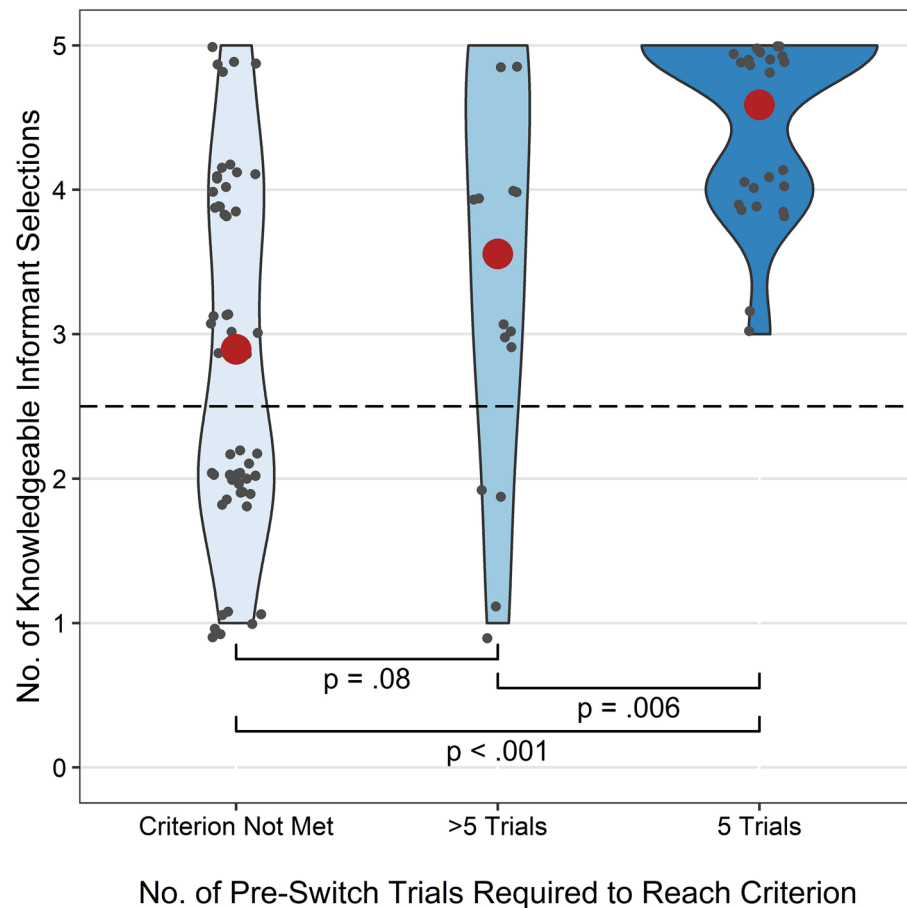 No. of Knowledgeable Informant Selections
5
4
3
2
1
0
p = .08
p = .006
p < .001
Criterion Not Met
>5 Trials
5 Trials
No. of Pre-Switch Trials Required to Reach Criterion